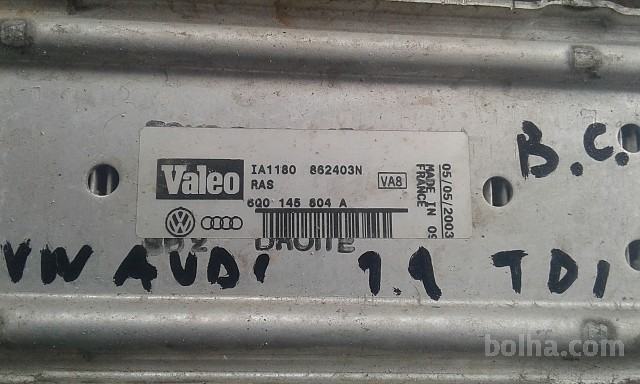 B.C.
Valeo
IA1180 862403N
RAS
VA8
6Q0 145 804 A
05/05/2003
MADE IN
FRANCE
DROITE
VW AUDI 1.9 TDI
bolha.com